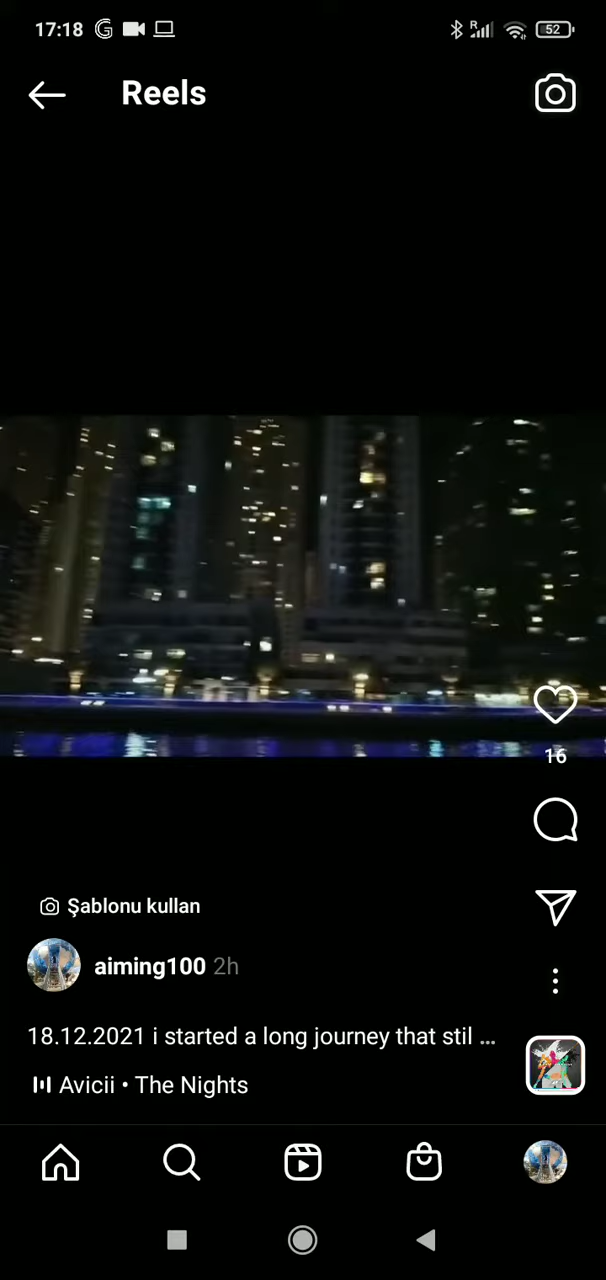 17:18 R 52
Reels
16
Şablonu kullan
aiming100 2h
18.12.2021 i started a long journey that stil ...
Avicii • The Nights